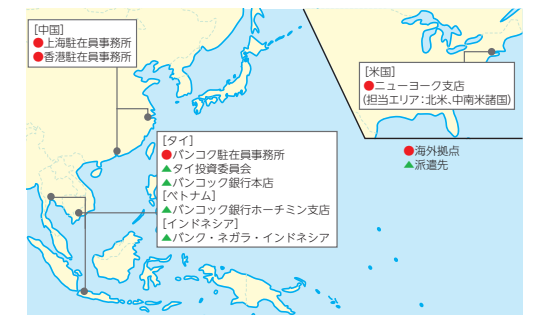 [中国]
●上海駐在員事務所
●香港駐在員事務所
[米国]
●ニューヨーク支店
(担当エリア：北米、中南米諸国)
●海外拠点
▲派遣先
[タイ]
●バンコク駐在員事務所
▲タイ投資委員会
▲バンコック銀行本店
[ベトナム]
▲バンコック銀行ホーチミン支店
[インドネシア]
▲バンク・ネガラ・インドネシア